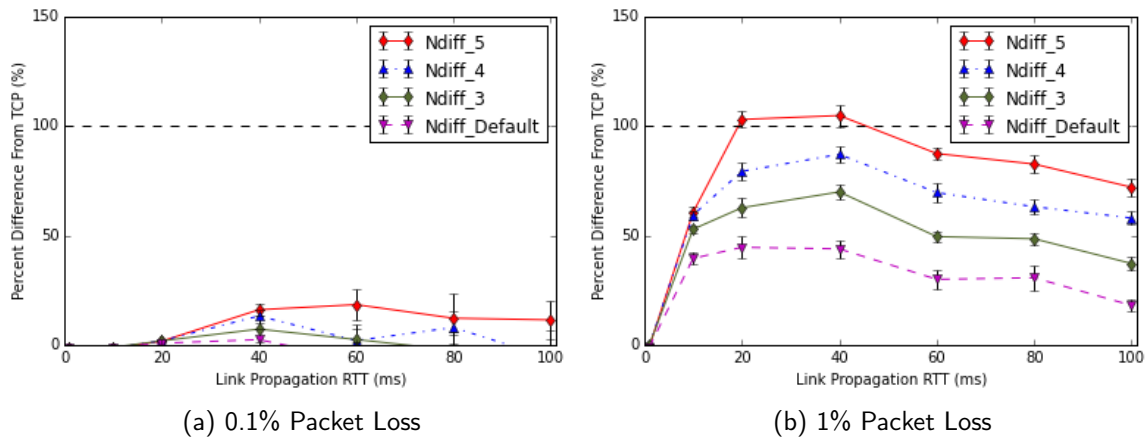 150
100
50
0
Percent Difference From TCP (%)
Ndiff_5
Ndiff_4
Ndiff_3
Ndiff_Default
0 20 40 60 80 100
Link Propagation RTT (ms)
(a) 0.1% Packet Loss
150
100
50
0
Percent Difference From TCP (%)
Ndiff_5
Ndiff_4
Ndiff_3
Ndiff_Default
0 20 40 60 80 100
Link Propagation RTT (ms)
(b) 1% Packet Loss